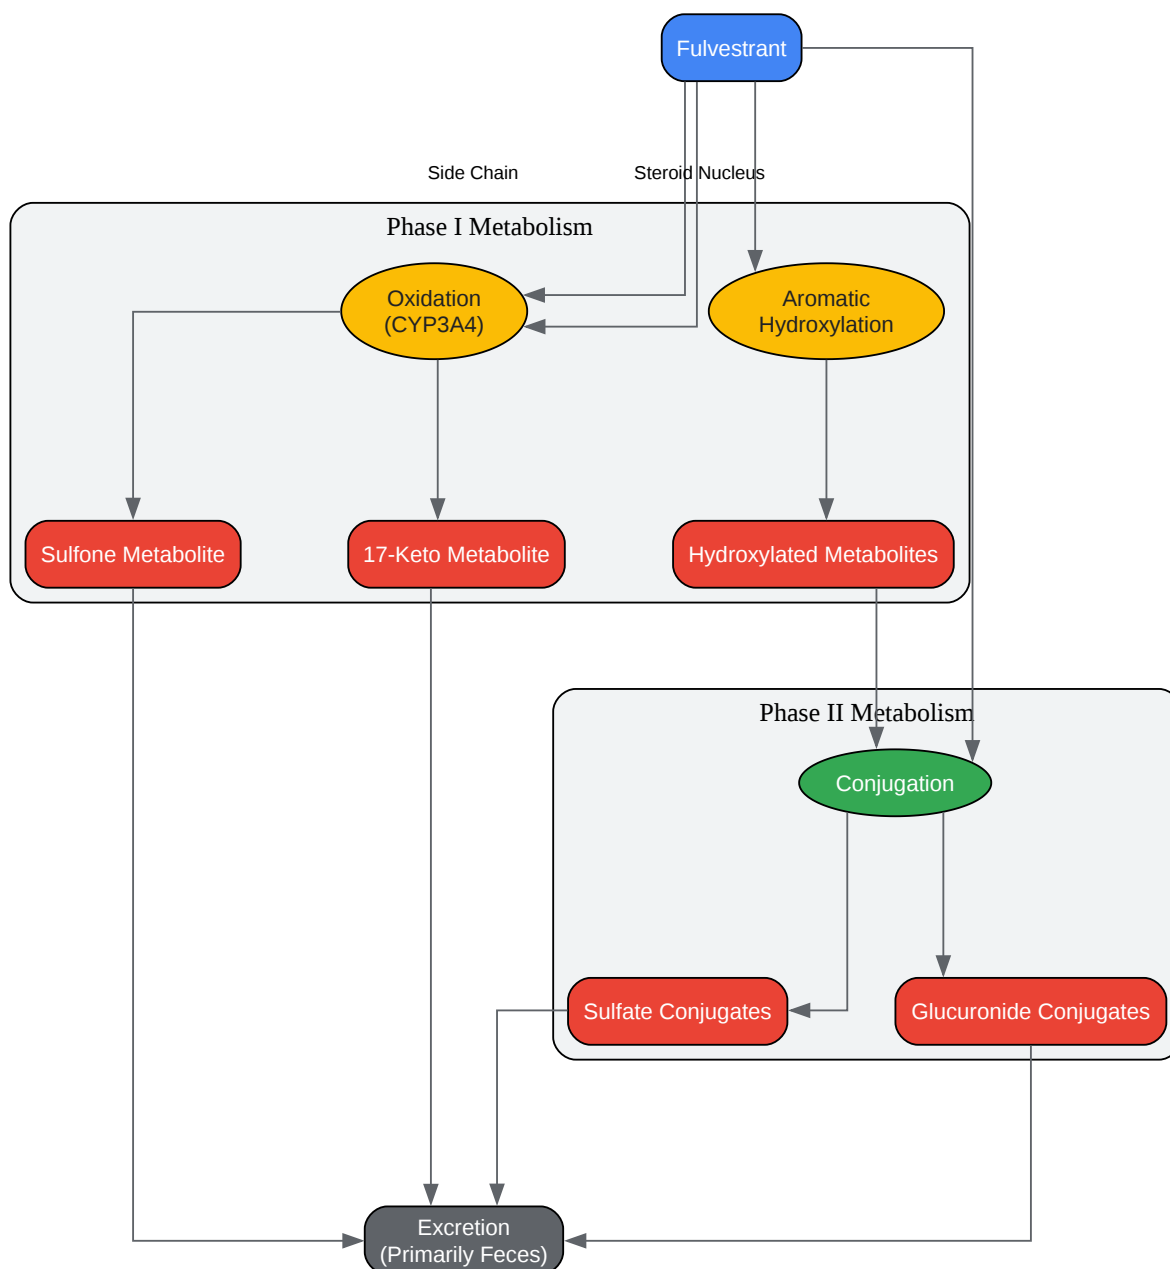 Fulvestrant
Side Chain
Steroid Nucleus
Phase I Metabolism
Oxidation
(CYP3A4)
Aromatic
Hydroxylation
Sulfone Metabolite
17-Keto Metabolite
Hydroxylated Metabolites
Phase II Metabolism
Conjugation
Sulfate Conjugates
Glucuronide Conjugates
Excretion
(Primarily Feces)